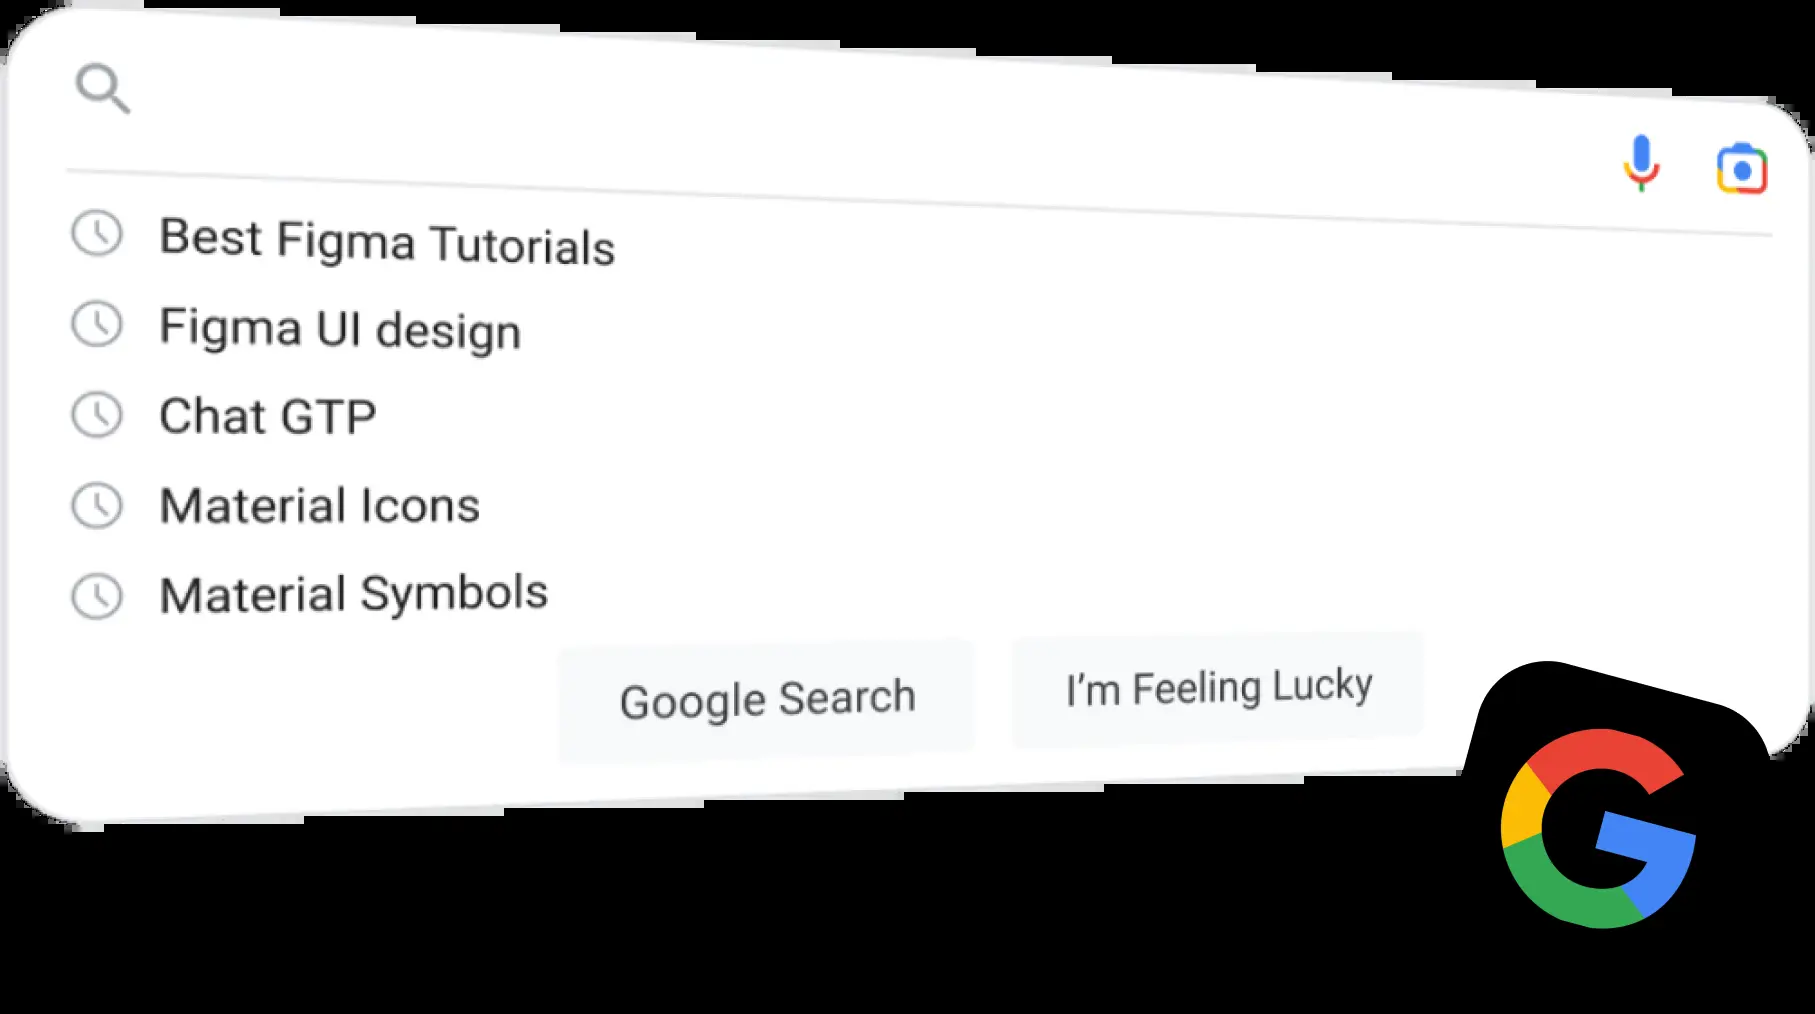 Best Figma Tutorials
Figma UI design
Chat GTP
Material Icons
Material Symbols
Google Search
I'm Feeling Lucky
G